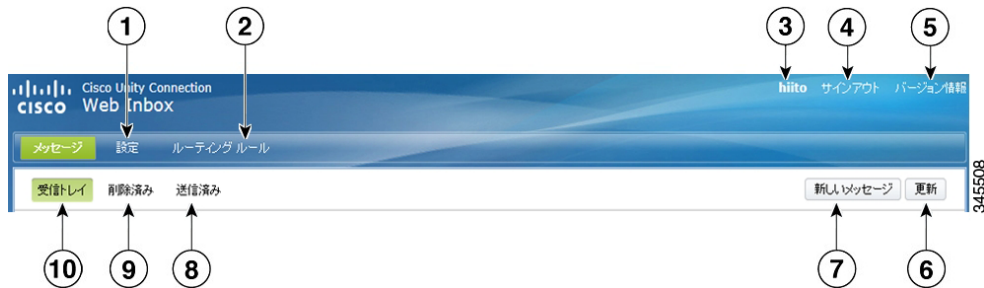 1 2 3 4 5
Cisco Unity Connection
CISCO Web Inbox
hiito サインアウト バージョン情報
メッセージ 設定 ルーティング ルール
受信トレイ 削除済み 送信済み 新しいメッセージ 更新
345508
10 9 8 7 6